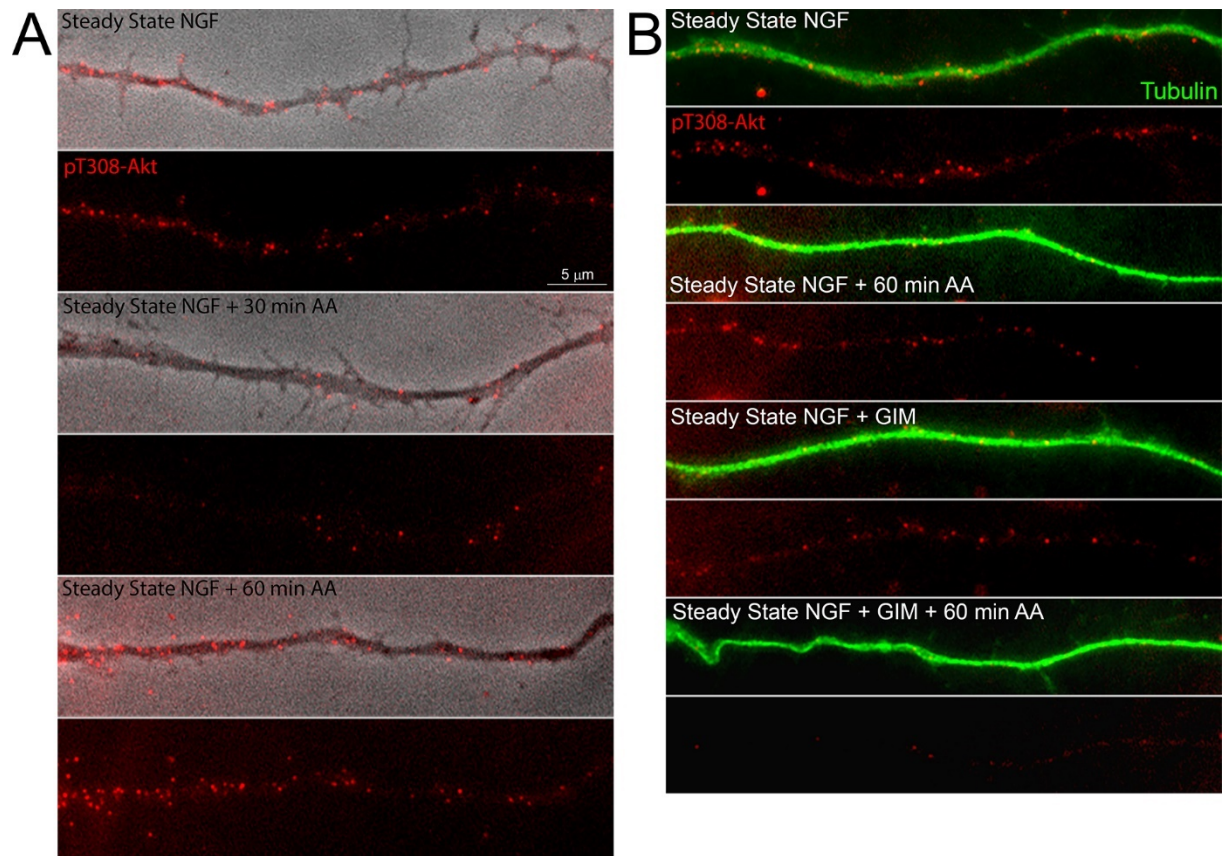 A
Steady State NGF
pT308-Akt
5 μm
Steady State NGF + 30 min AA
Steady State NGF + 60 min AA
B
Steady State NGF
Tubulin
pT308-Akt
Steady State NGF + 60 min AA
Steady State NGF + GIM
Steady State NGF + GIM + 60 min AA